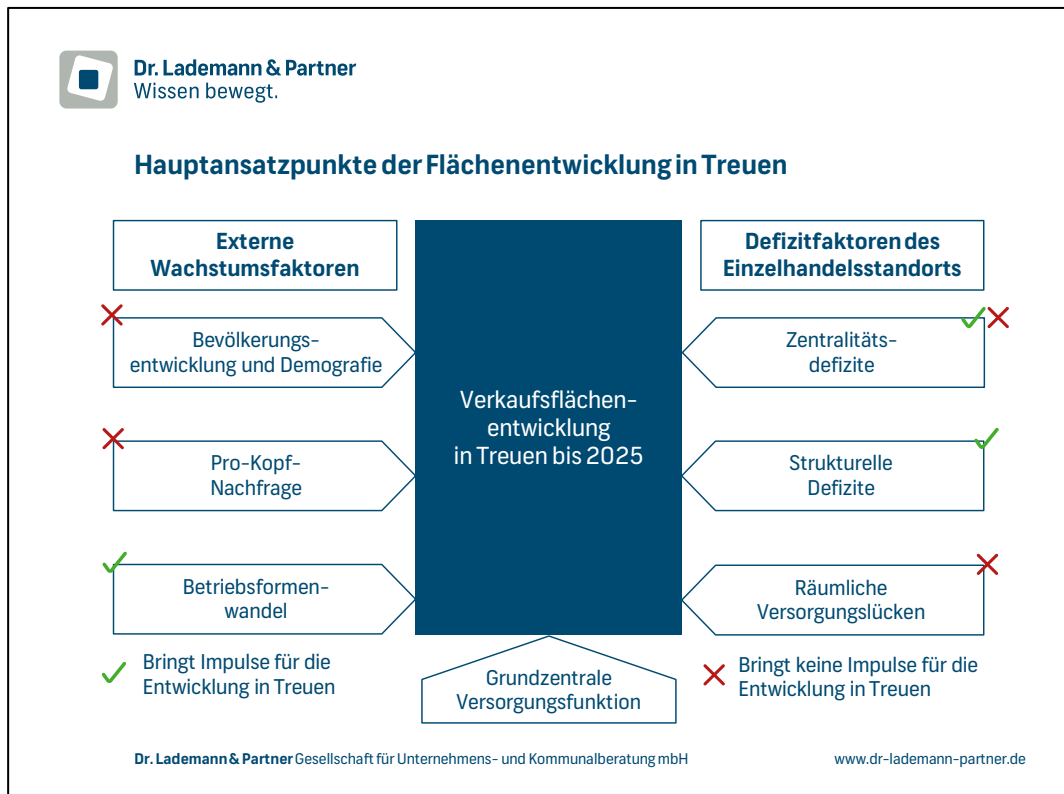 Dr. Lademann & Partner
Wissen bewegt.
Hauptansatzpunkte der Flächenentwicklung in Treuen
Externe
Wachstumsfaktoren
Bevölkerungs-
entwicklung und Demografie
Pro-Kopf-
Nachfrage
Betriebsformen-
wandel
Verkaufsflächen-
entwicklung
in Treuen bis 2025
Defizitfaktoren des
Einzelhandelsstandorts
Zentralitäts-
defizite
Strukturelle
Defizite
Räumliche
Versorgungslücken
Bringt Impulse für die
Entwicklung in Treuen
Grundzentrale
Versorgungsfunktion
Bringt keine Impulse für die
Entwicklung in Treuen
Dr. Lademann & Partner Gesellschaft für Unternehmens- und Kommunalberatung mbH
www.dr-lademann-partner.de